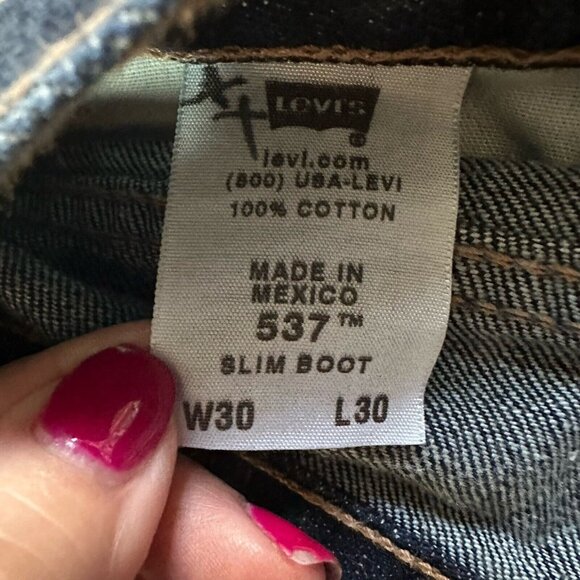 LEVI'S
®
levi.com
(800) USA-LEVI
100% COTTON
MADE IN
MEXICO
537™
SLIM BOOT
W30 L30